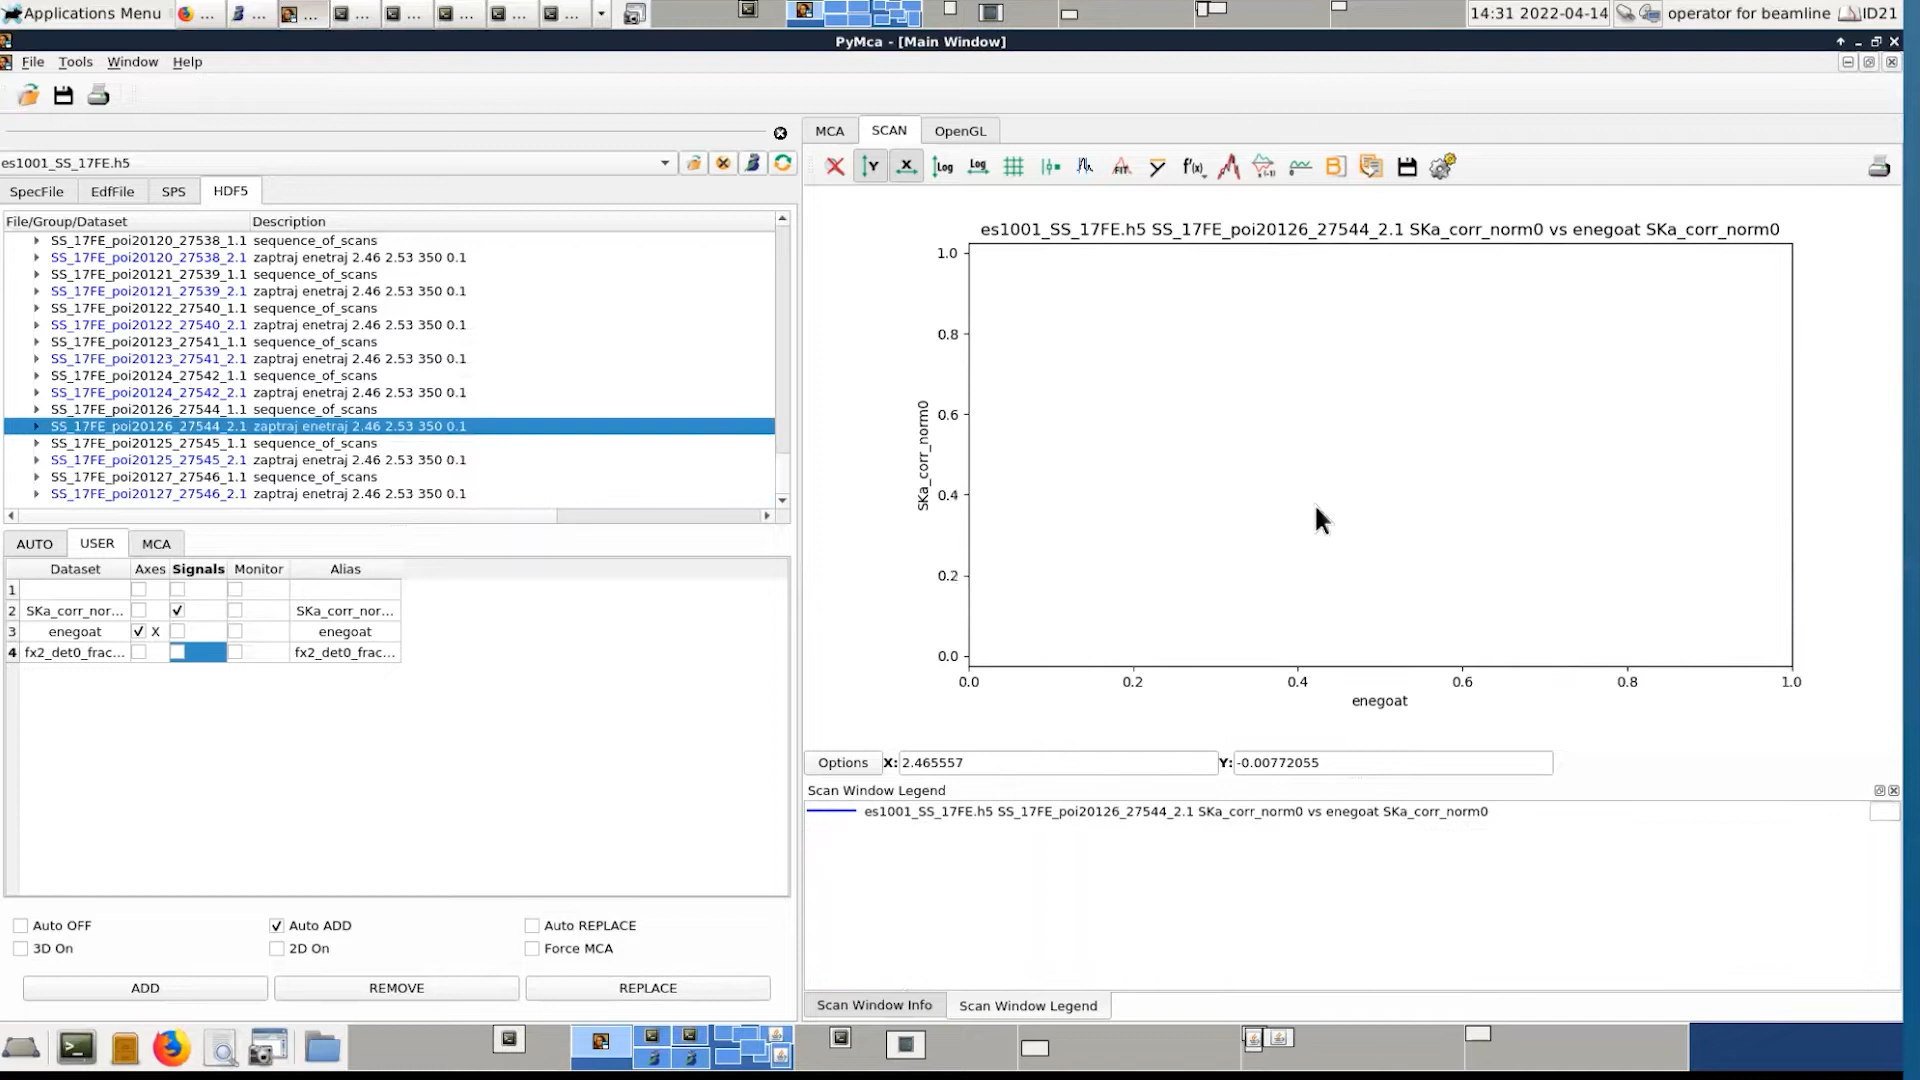 Applications Menu ... ... ... ... ... ... ... ... 14:31 2022-04-14 operator for beamline ID21
PyMca - [Main Window]
File Tools Window Help
MCA SCAN OpenGL
es1001_SS_17FE.h5
Log Log FIT f'(x) B
SpecFile EdfFile SPS HDF5
File/Group/Dataset Description
SS_17FE_poi20120_27538_1.1 sequence_of_scans
SS_17FE_poi20120_27538_2.1 zaptraj enetraj 2.46 2.53 350 0.1
SS_17FE_poi20121_27539_1.1 sequence_of_scans
SS_17FE_poi20121_27539_2.1 zaptraj enetraj 2.46 2.53 350 0.1
SS_17FE_poi20122_27540_1.1 sequence_of_scans
SS_17FE_poi20122_27540_2.1 zaptraj enetraj 2.46 2.53 350 0.1
SS_17FE_poi20123_27541_1.1 sequence_of_scans
SS_17FE_poi20123_27541_2.1 zaptraj enetraj 2.46 2.53 350 0.1
SS_17FE_poi20124_27542_1.1 sequence_of_scans
SS_17FE_poi20124_27542_2.1 zaptraj enetraj 2.46 2.53 350 0.1
SS_17FE_poi20126_27544_1.1 sequence_of_scans
SS_17FE_poi20126_27544_2.1 zaptraj enetraj 2.46 2.53 350 0.1
SS_17FE_poi20125_27545_1.1 sequence_of_scans
SS_17FE_poi20125_27545_2.1 zaptraj enetraj 2.46 2.53 350 0.1
SS_17FE_poi20127_27546_1.1 sequence_of_scans
SS_17FE_poi20127_27546_2.1 zaptraj enetraj 2.46 2.53 350 0.1
AUTO USER MCA
Dataset Axes Signals Monitor Alias
1
2 SKa_corr_nor... SKa_corr_nor...
3 enegoat X enegoat
4 fx2_det0_frac... fx2_det0_frac...
Auto OFF Auto ADD Auto REPLACE
3D On 2D On Force MCA
ADD REMOVE REPLACE
es1001_SS_17FE.h5 SS_17FE_poi20126_27544_2.1 SKa_corr_norm0 vs enegoat SKa_corr_norm0
1.0
0.8
0.6
0.4
0.2
0.0
SKa_corr_norm0
0.0 0.2 0.4 0.6 0.8 1.0
enegoat
Options X: 2.465557 Y: -0.00772055
Scan Window Legend
es1001_SS_17FE.h5 SS_17FE_poi20126_27544_2.1 SKa_corr_norm0 vs enegoat SKa_corr_norm0
Scan Window Info Scan Window Legend